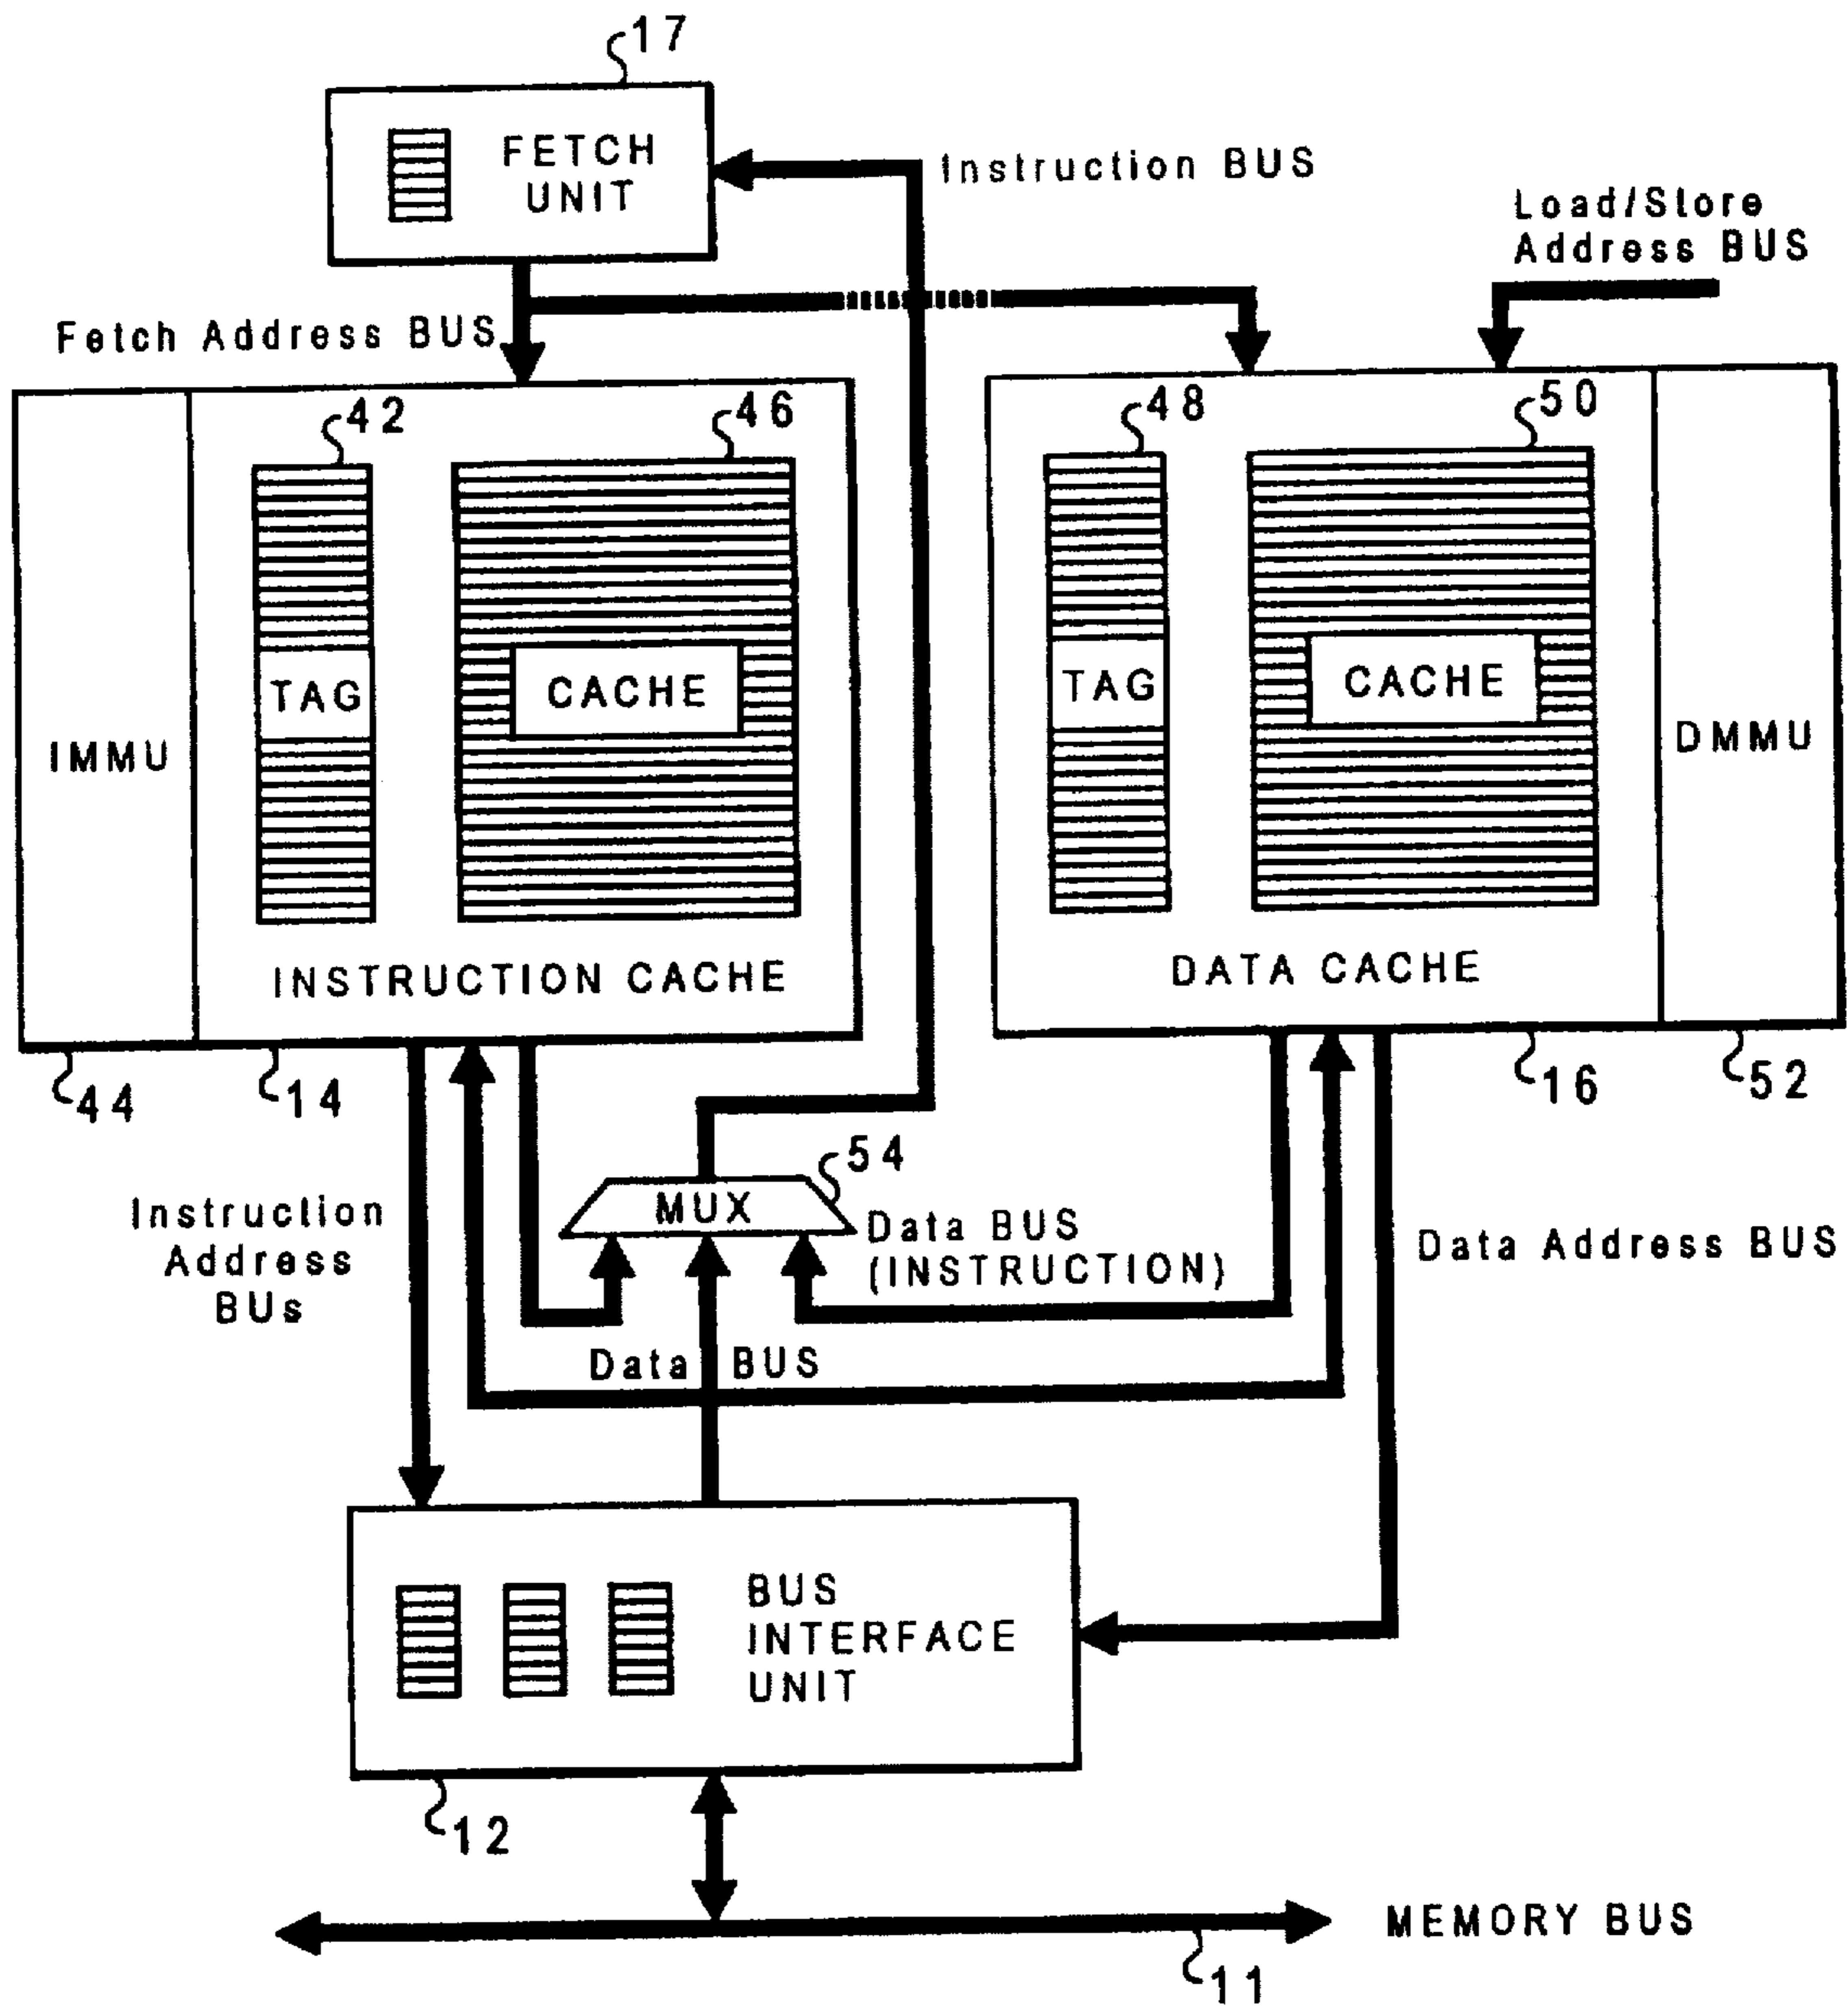 17
FETCH
UNIT
Instruction BUS
Load/Store
Address BUS
Fetch Address BUS
42
46
48
50
IMMU
TAG
CACHE
TAG
CACHE
DMMU
INSTRUCTION CACHE
DATA CACHE
44
14
16
52
54
MUX
Instruction
Address
BUs
Data BUS
(INSTRUCTION)
Data Address BUS
Data BUS
BUS
INTERFACE
UNIT
12
MEMORY BUS
11